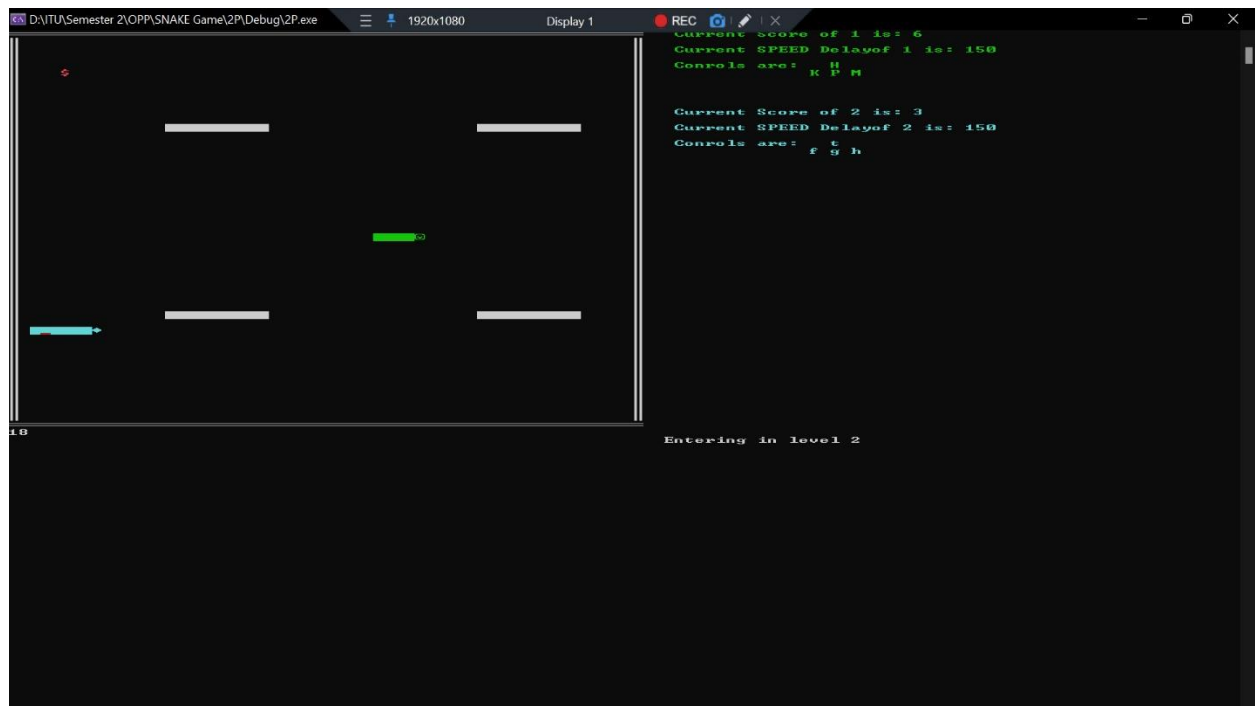 D:\ITU\Semester 2\OPP\SNAKE Game\2P\Debug\2P.exe
1920x1080
Display 1
REC
Current Score of 1 is: 6
Current SPEED Delayof 1 is: 150
Conrols are: H
K P M
Current Score of 2 is: 3
Current SPEED Delayof 2 is: 150
Conrols are: t
f g h
18
Entering in level 2